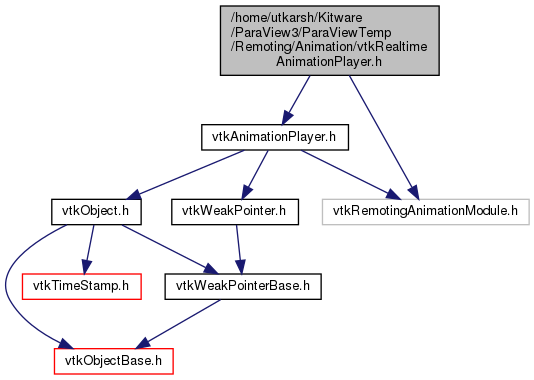 /home/utkarsh/Kitware
/ParaView3/ParaViewTemp
/Remoting/Animation/vtkRealtime
AnimationPlayer.h
vtkAnimationPlayer.h
vtkObject.h
vtkWeakPointer.h
vtkRemotingAnimationModule.h
vtkTimeStamp.h
vtkWeakPointerBase.h
vtkObjectBase.h